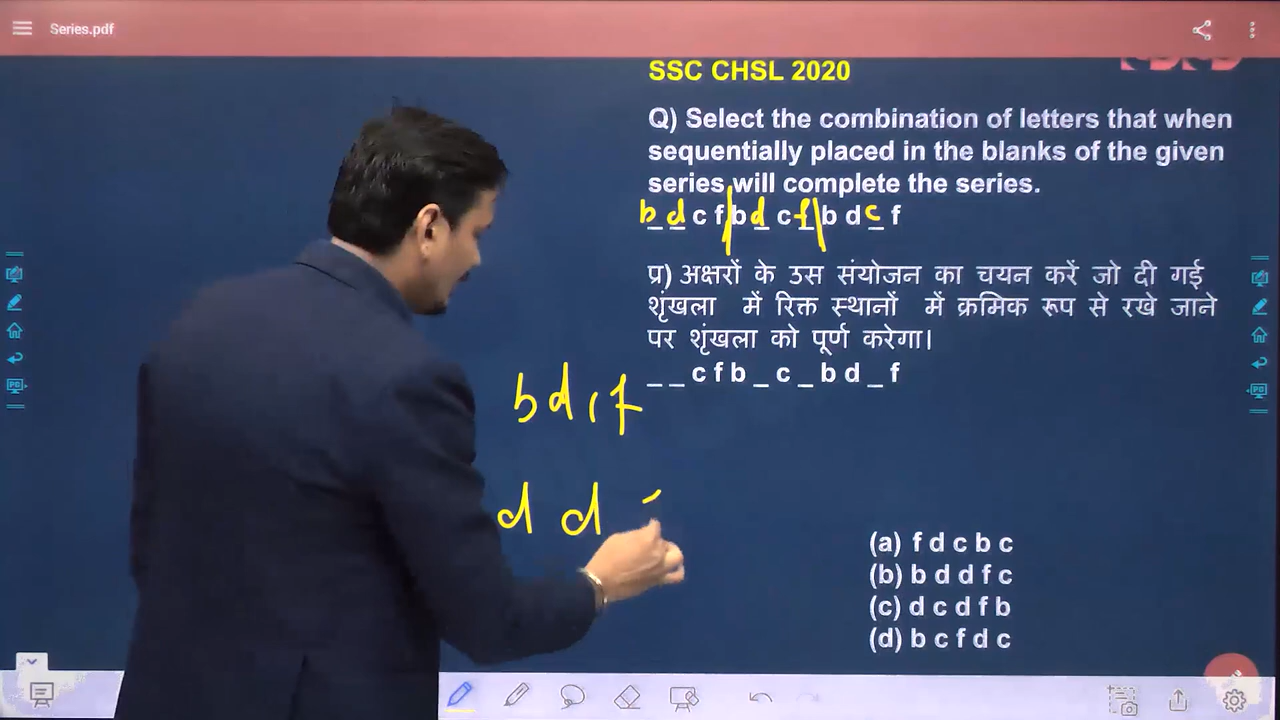 Series.pdf
SSC CHSL 2020
Q) Select the combination of letters that when
sequentially placed in the blanks of the given
series will complete the series.
b d c f | b d c f | b d c f
प्र) अक्षरों के उस संयोजन का चयन करें जो दी गई
शृंखला में रिक्त स्थानों में क्रमिक रूप से रखे जाने
पर शृंखला को पूर्ण करेगा।
_ _ c f b _ c _ b d _ f
b d c f
d d
(a) f d c b c
(b) b d d f c
(c) d c d f b
(d) b c f d c